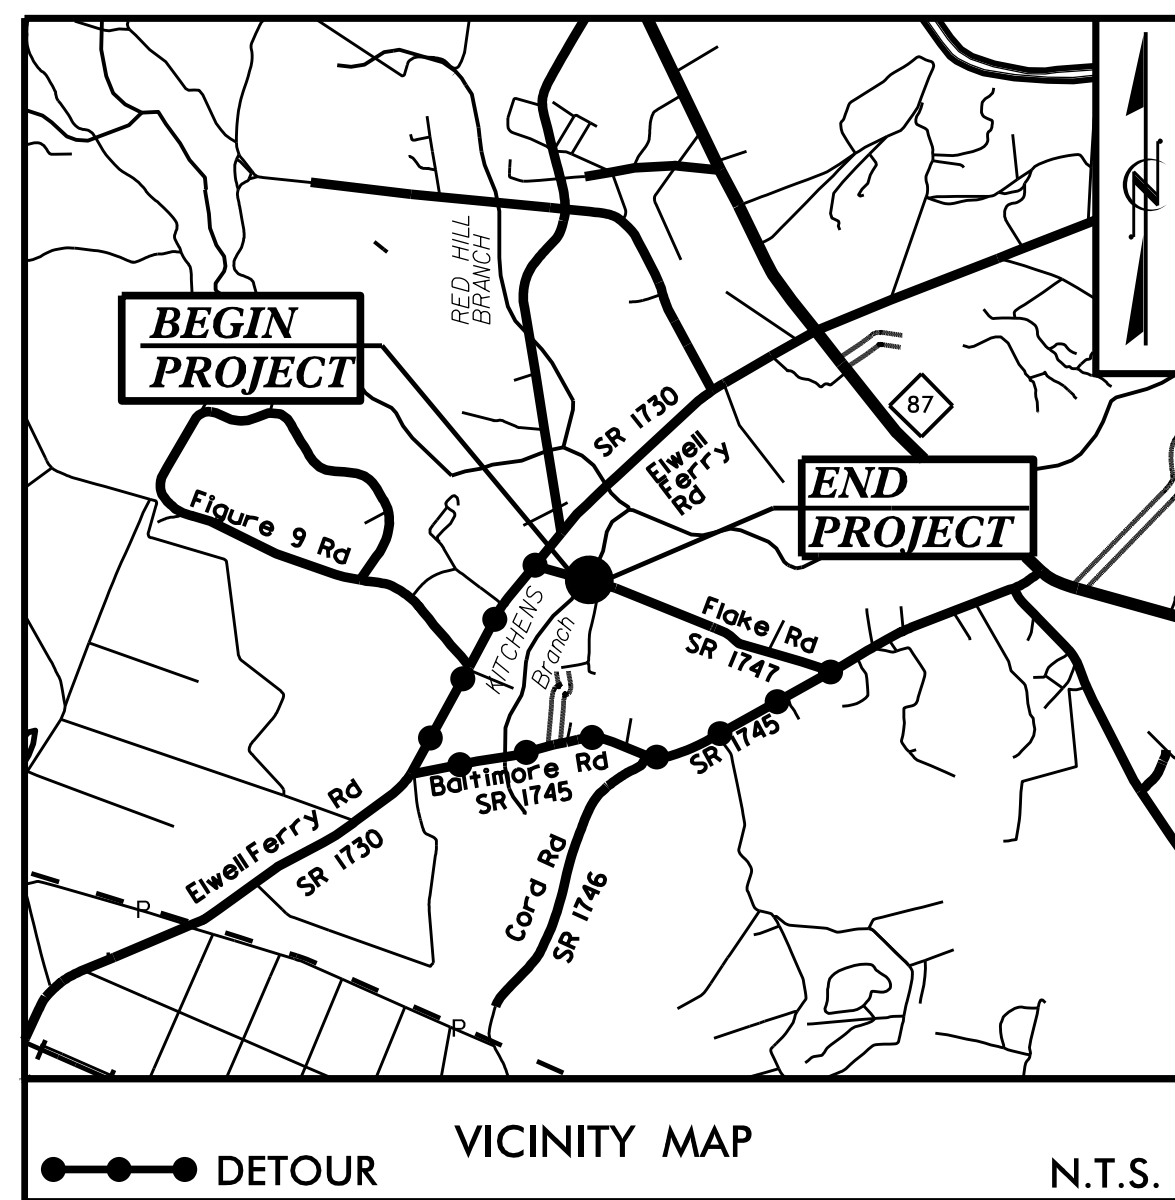 RED HILL
BRANCH
BEGIN
PROJECT
SR 1730
Elwell
Ferry
Rd
87
END
PROJECT
Figure 9 Rd
KITCHENS
Branch
Flake Rd
SR 1747
SR 1745
Baltimore Rd
SR 1745
Elwell Ferry Rd
SR 1730
Cord Rd
SR 1746
P
P
N
VICINITY MAP
DETOUR
N.T.S.